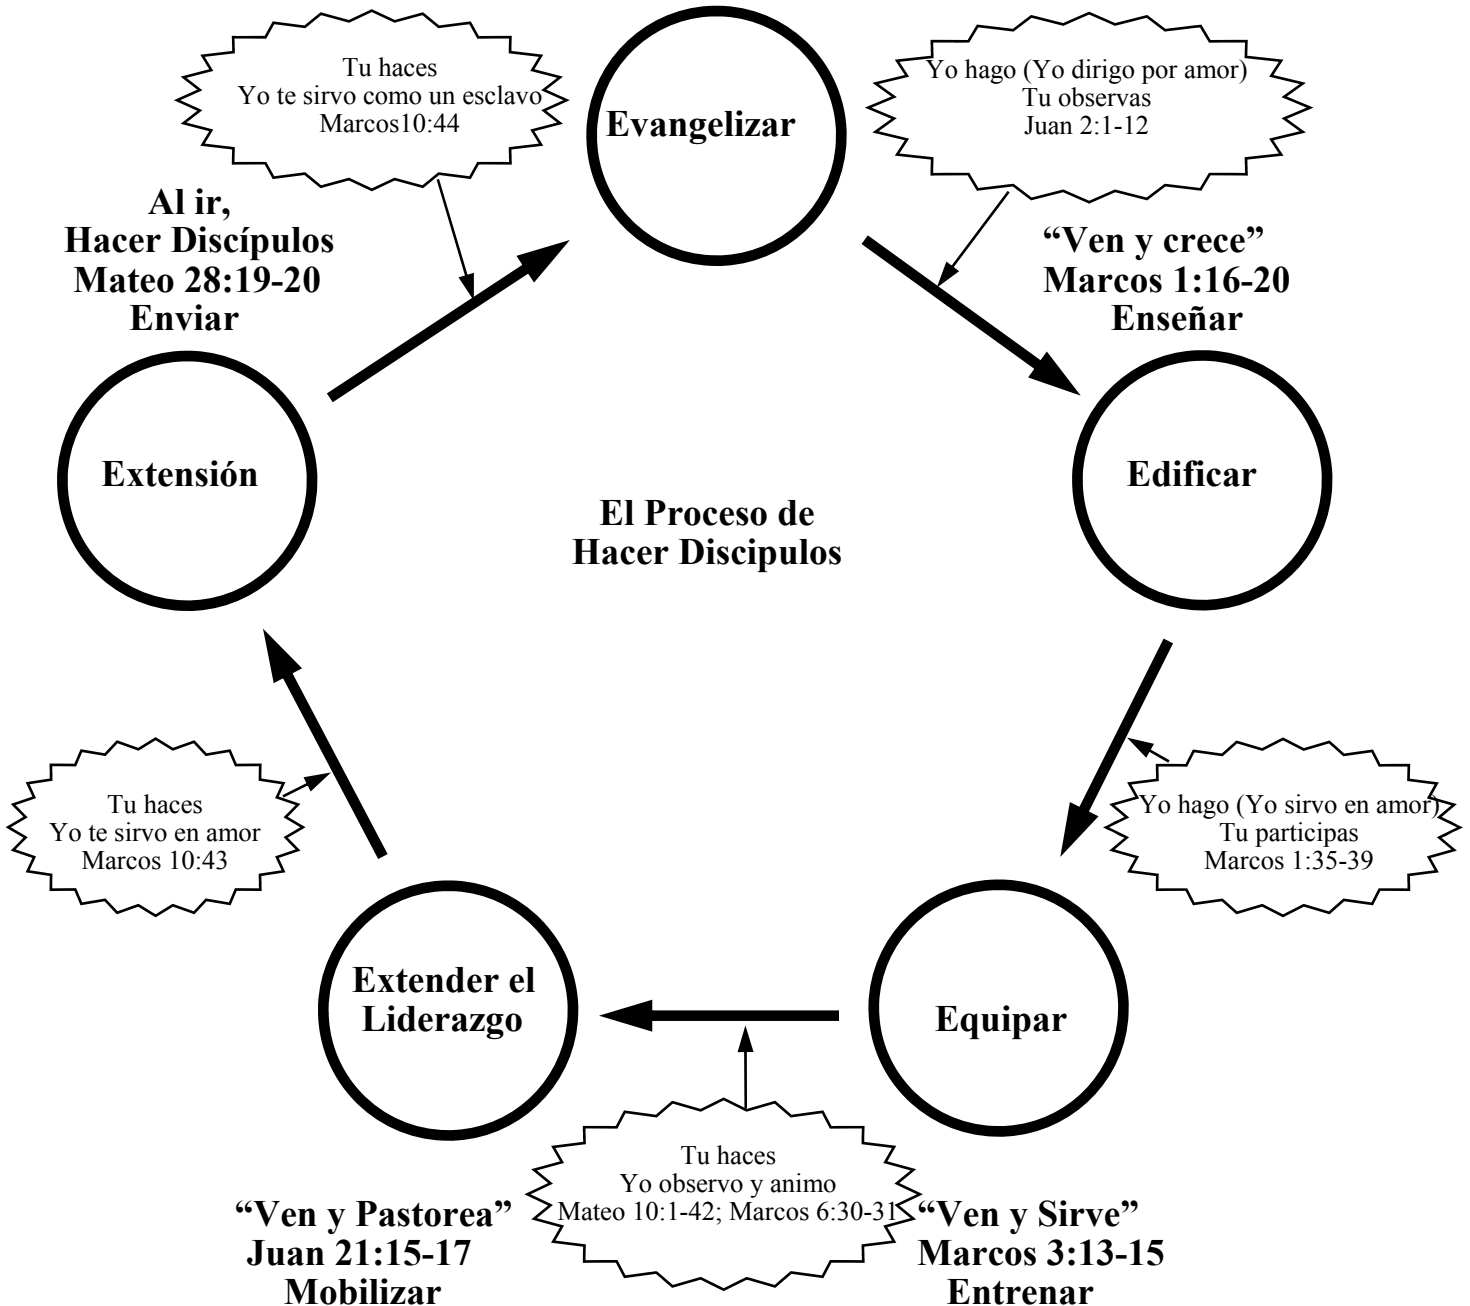 Tu haces
Yo te sirvo como un esclavo
Marcos10:44
Evangelizar
Yo hago (Yo dirigo por amor)
Tu observas
Juan 2:1-12
Al ir,
Hacer Discípulos
Mateo 28:19-20
Enviar
“Ven y crece”
Marcos 1:16-20
Enseñar
Extensión
Edificar
El Proceso de
Hacer Discipulos
Tu haces
Yo te sirvo en amor
Marcos 10:43
Yo hago (Yo sirvo en amor)
Tu participas
Marcos 1:35-39
Extender el
Liderazgo
Equipar
Tu haces
Yo observo y animo
Mateo 10:1-42; Marcos 6:30-31
“Ven y Pastorea”
Juan 21:15-17
Mobilizar
“Ven y Sirve”
Marcos 3:13-15
Entrenar